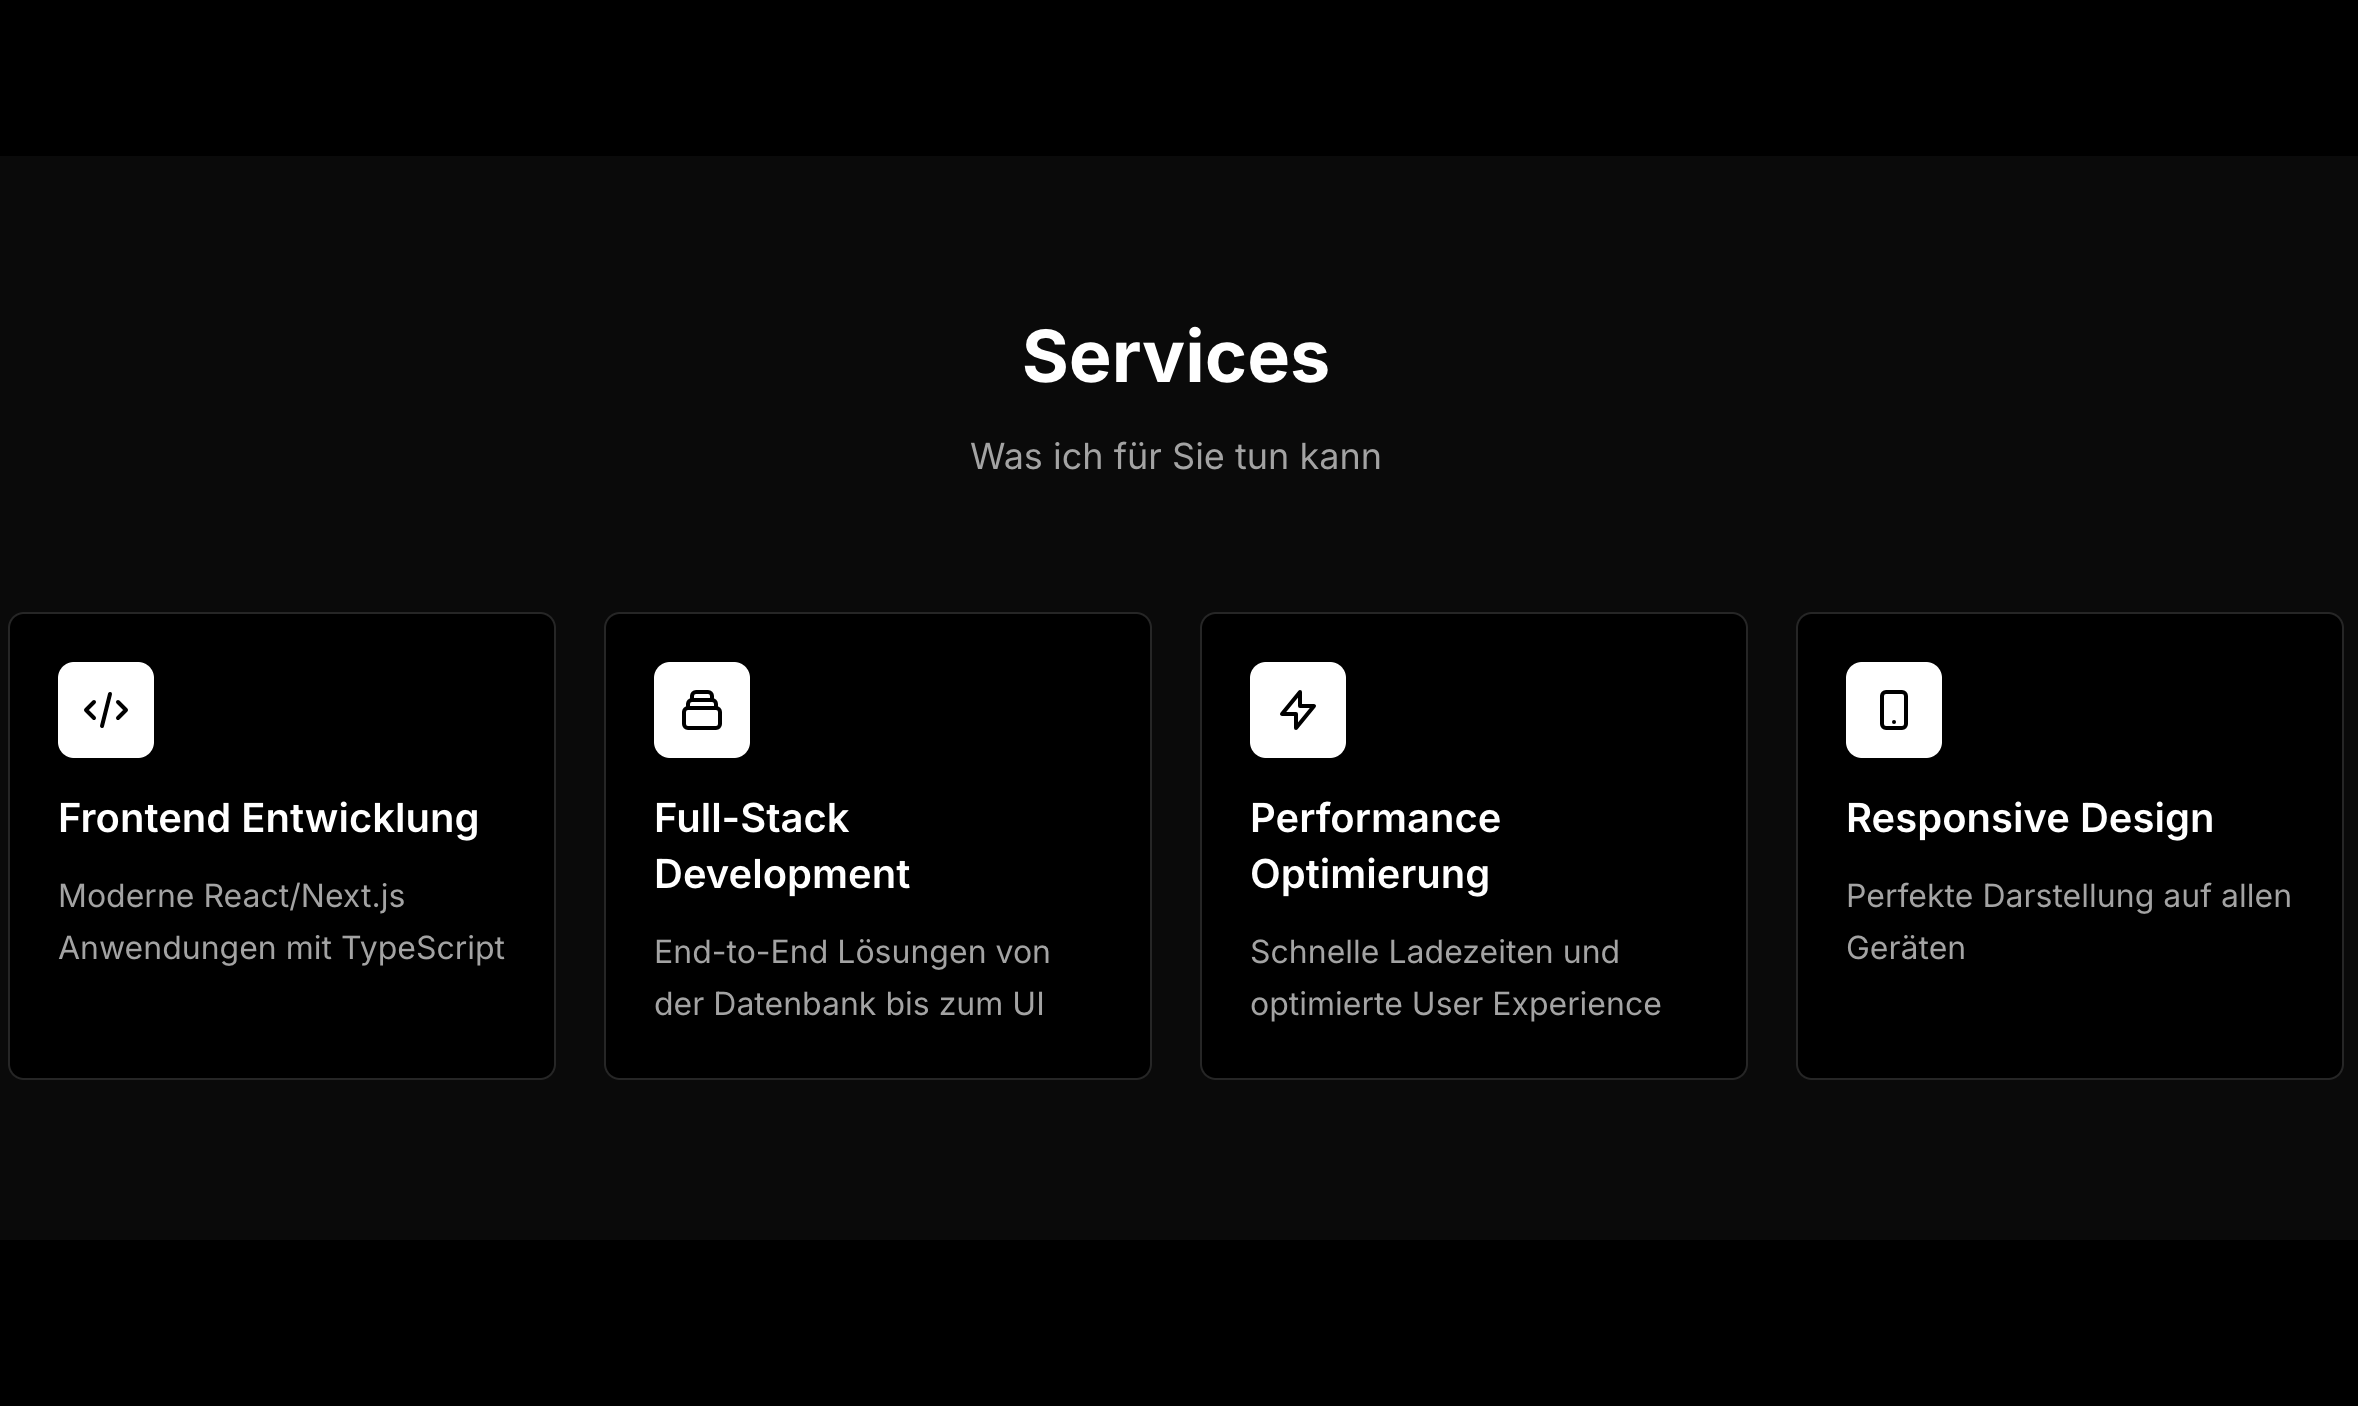 Services
Was ich für Sie tun kann
Frontend Entwicklung
Moderne React/Next.js
Anwendungen mit TypeScript
Full-Stack
Development
End-to-End Lösungen von
der Datenbank bis zum UI
Performance
Optimierung
Schnelle Ladezeiten und
optimierte User Experience
Responsive Design
Perfekte Darstellung auf allen
Geräten